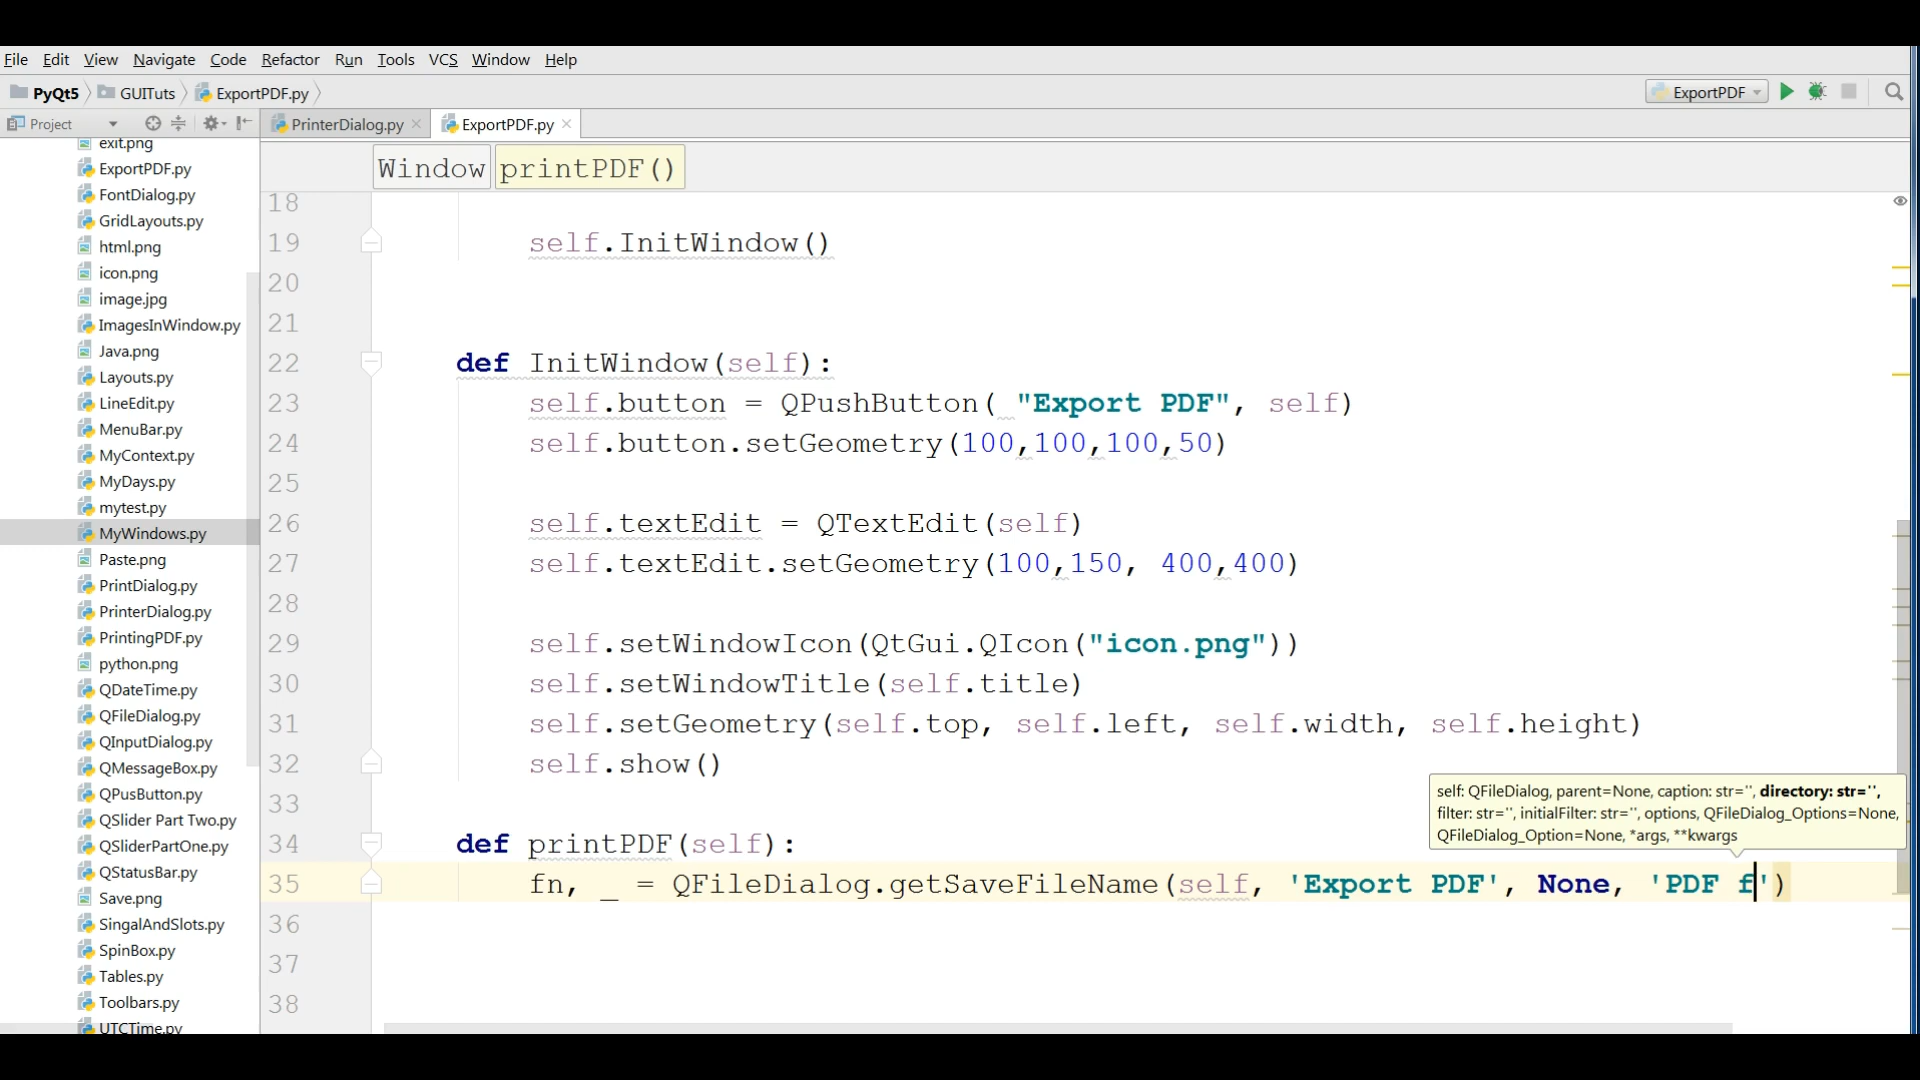 File Edit View Navigate Code Refactor Run Tools VCS Window Help
PyQt5 GUITuts ExportPDF.py ExportPDF
Project PrinterDialog.py ExportPDF.py
exit.png
ExportPDF.py
FontDialog.py
GridLayouts.py
html.png
icon.png
image.jpg
ImagesInWindow.py
Java.png
Layouts.py
LineEdit.py
MenuBar.py
MyContext.py
MyDays.py
mytest.py
MyWindows.py
Paste.png
PrintDialog.py
PrinterDialog.py
PrintingPDF.py
python.png
QDateTime.py
QFileDialog.py
QInputDialog.py
QMessageBox.py
QPusButton.py
QSlider Part Two.py
QSliderPartOne.py
QStatusBar.py
Save.png
SingalAndSlots.py
SpinBox.py
Tables.py
Toolbars.py
UTCTime.py
Window printPDF()
18
19 self.InitWindow()
20
21
22 def InitWindow(self):
23 self.button = QPushButton( "Export PDF", self)
24 self.button.setGeometry(100,100,100,50)
25
26 self.textEdit = QTextEdit(self)
27 self.textEdit.setGeometry(100,150, 400,400)
28
29 self.setWindowIcon(QtGui.QIcon("icon.png"))
30 self.setWindowTitle(self.title)
31 self.setGeometry(self.top, self.left, self.width, self.height)
32 self.show()
33
34 def printPDF(self):
35 fn, _ = QFileDialog.getSaveFileName(self, 'Export PDF', None, 'PDF f')
36
37
38
self: QFileDialog, parent=None, caption: str='', directory: str='',
filter: str='', initialFilter: str='', options, QFileDialog_Options=None,
QFileDialog_Option=None, *args, **kwargs